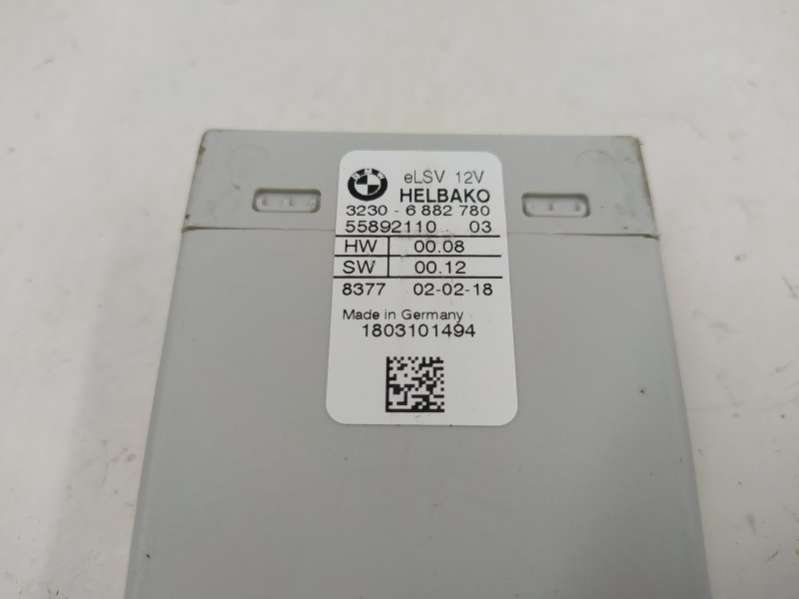 BMW
eLSV 12V
HELBAKO
3230 - 6 882 780
55892110 03
HW 00.08
SW 00.12
8377 02-02-18
Made in Germany
1803101494